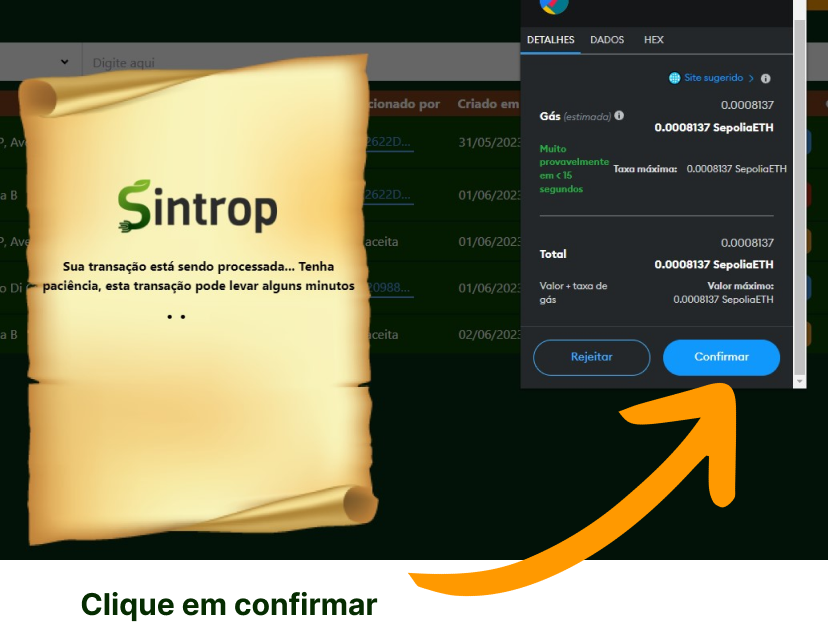 DETALHES DADOS HEX
Digite aqui
Site sugerido >
cionado por Criado em
Gás (estimada) 0.0008137
0.0008137 SepoliaETH
Muito
provavelmente
em < 15
segundos
Taxa máxima: 0.0008137 SepoliaETH
P, Av
2622D... 31/05/2023
a B 2622D... 01/06/2023
Sintrop
P, Ave aceita 01/06/2023
Total 0.0008137
0.0008137 SepoliaETH
Sua transação está sendo processada... Tenha
paciência, esta transação pode levar alguns minutos
. .
o Di 20988... 01/06/2023
Valor + taxa de
gás
Valor máximo:
0.0008137 SepoliaETH
a B aceita 02/06/2023
Rejeitar Confirmar
Clique em confirmar